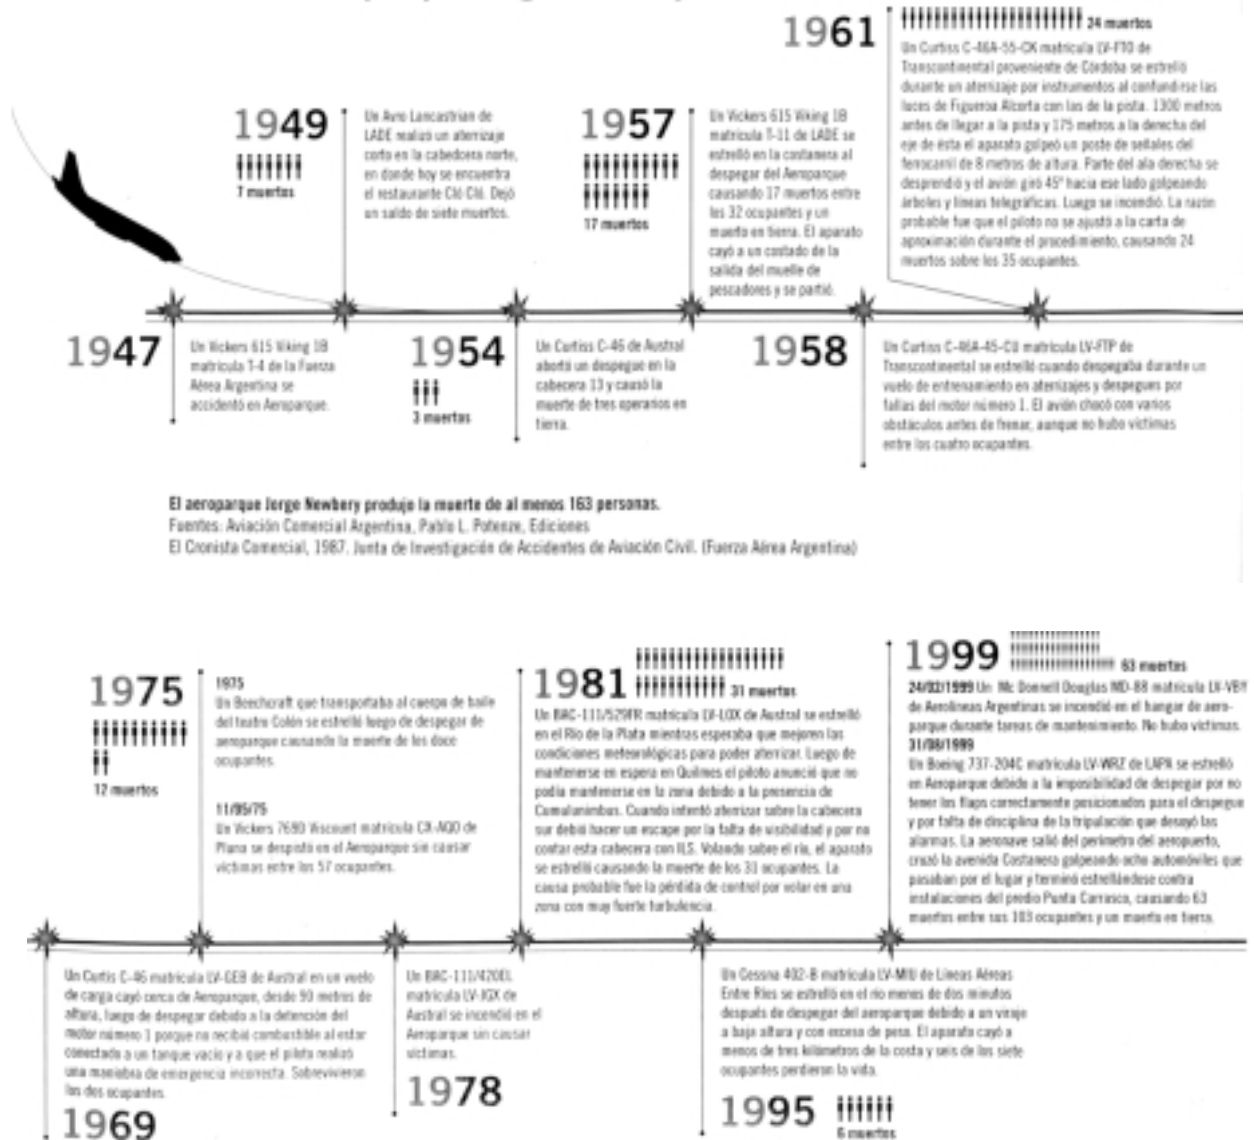 1961
24 muertos
Un Curtiss C-46A-55-CK matrícula LV-FTO de
Transcontinental proveniente de Córdoba se estrelló
durante un aterrizaje por instrumentos al confundirse las
luces de Figueroa Alcorta con las de la pista. 1300 metros
antes de llegar a la pista y 175 metros a la derecha del
eje de ésta el aparato golpeó un poste de señales del
ferrocarril de 8 metros de altura. Parte del ala derecha se
desprendió y el avión giró 45° hacia ese lado golpeando
árboles y líneas telegráficas. Luego se incendió. La razón
probable fue que el piloto no se ajustó a la carta de
aproximación durante el procedimiento, causando 24
muertos sobre los 35 ocupantes.
1949
7 muertos
Un Avro Lancastrian de
LADE realizó un aterrizaje
corto en la cabedcera norte,
en donde hoy se encuentra
el restaurante Cló Cló. Dejó
un saldo de siete muertos.
1957
17 muertos
Un Vickers 615 Viking 1B
matrícula T-11 de LADE se
estrelló en la costanera al
despegar del Aeroparque
causando 17 muertos entre
los 32 ocupantes y un
muerto en tierra. El aparato
cayó a un costado de la
salida del muelle de
pescadores y se partió.
1947
Un Vickers 615 Viking 1B
matrícula T-4 de la Fuerza
Aérea Argentina se
accidentó en Aeroparque.
1954
3 muertos
Un Curtiss C-46 de Austral
abortó un despegue en la
cabecera 13 y causó la
muerte de tres operarios en
tierra.
1958
Un Curtiss C-46A-45-CU matrícula LV-FTP de
Transcontinental se estrelló cuando despegaba durante un
vuelo de entrenamiento en aterrizajes y despegues por
fallas del motor número 1. El avión chocó con varios
obstáculos antes de frenar, aunque no hubo víctimas
entre los cuatro ocupantes.
El aeroparque Jorge Newbery produjo la muerte de al menos 163 personas.
Fuentes: Aviación Comercial Argentina, Pablo L. Potenze, Ediciones
El Cronista Comercial, 1987. Junta de Investigación de Accidentes de Aviación Civil. (Fuerza Aérea Argentina)
1975
12 muertos
1975
Un Beechcraft que transportaba al cuerpo de baile
del teatro Colón se estrelló luego de despegar de
aeroparque causando la muerte de los doce
ocupantes.
11/05/75
Un Vickers 769D Viscount matrícula CX-AQO de
Pluna se despistó en el Aeroparque sin causar
víctimas entre los 57 ocupantes.
1981
31 muertos
Un BAC-111/529FR matrícula LV-LOX de Austral se estrelló
en el Río de la Plata mientras esperaba que mejoren las
condiciones meteorológicas para poder aterrizar. Luego de
mantenerse en espera en Quilmes el piloto anunció que no
podía mantenerse en la zona debido a la presencia de
Cumulanimbus. Cuando intentó aterrizar sobre la cabecera
sur debió hacer un escape por la falta de visibilidad y por no
contar esta cabecera con ILS. Volando sobre el río, el aparato
se estrelló causando la muerte de los 31 ocupantes. La
causa probable fue la pérdida de control por volar en una
zona con muy fuerte turbulencia.
1999
63 muertos
24/02/1999 Un Mc Donnell Douglas MD-88 matrícula LV-VBY
de Aerolíneas Argentinas se incendió en el hangar de aero-
parque durante tareas de mantenimiento. No hubo víctimas.
31/08/1999
Un Boeing 737-204C matrícula LV-WRZ de LAPA se estrelló
en Aeroparque debido a la imposibilidad de despegar por no
tener los flaps correctamente posicionados para el despegue
y por falta de disciplina de la tripulación que desoyó las
alarmas. La aeronave salió del perímetro del aeropuerto,
cruzó la avenida Costanera golpeando ocho automóviles que
pasaban por el lugar y terminó estrellándose contra
instalaciones del predio Punta Carrasco, causando 63
muertos entre sus 103 ocupantes y un muerto en tierra.
Un Curtis C-46 matrícula LV-GEB de Austral en un vuelo
de carga cayó cerca de Aeroparque, desde 90 metros de
altura, luego de despegar debido a la detención del
motor número 1 porque no recibió combustible al estar
conectado a un tanque vacío y a que el piloto realizó
una maniobra de emergencia incorrecta. Sobrevivieron
los dos ocupantes.
1969
Un BAC-111/420EL
matrícula LV-JGX de
Austral se incendió en el
Aeroparque sin causar
víctimas.
1978
Un Cessna 402-B matrícula LV-MIU de Líneas Aéreas
Entre Ríos se estrelló en el río menos de dos minutos
después de despegar del aeroparque debido a un viraje
a baja altura y con exceso de peso. El aparato cayó a
menos de tres kilómetros de la costa y seis de los siete
ocupantes perdieron la vida.
1995
6 muertos